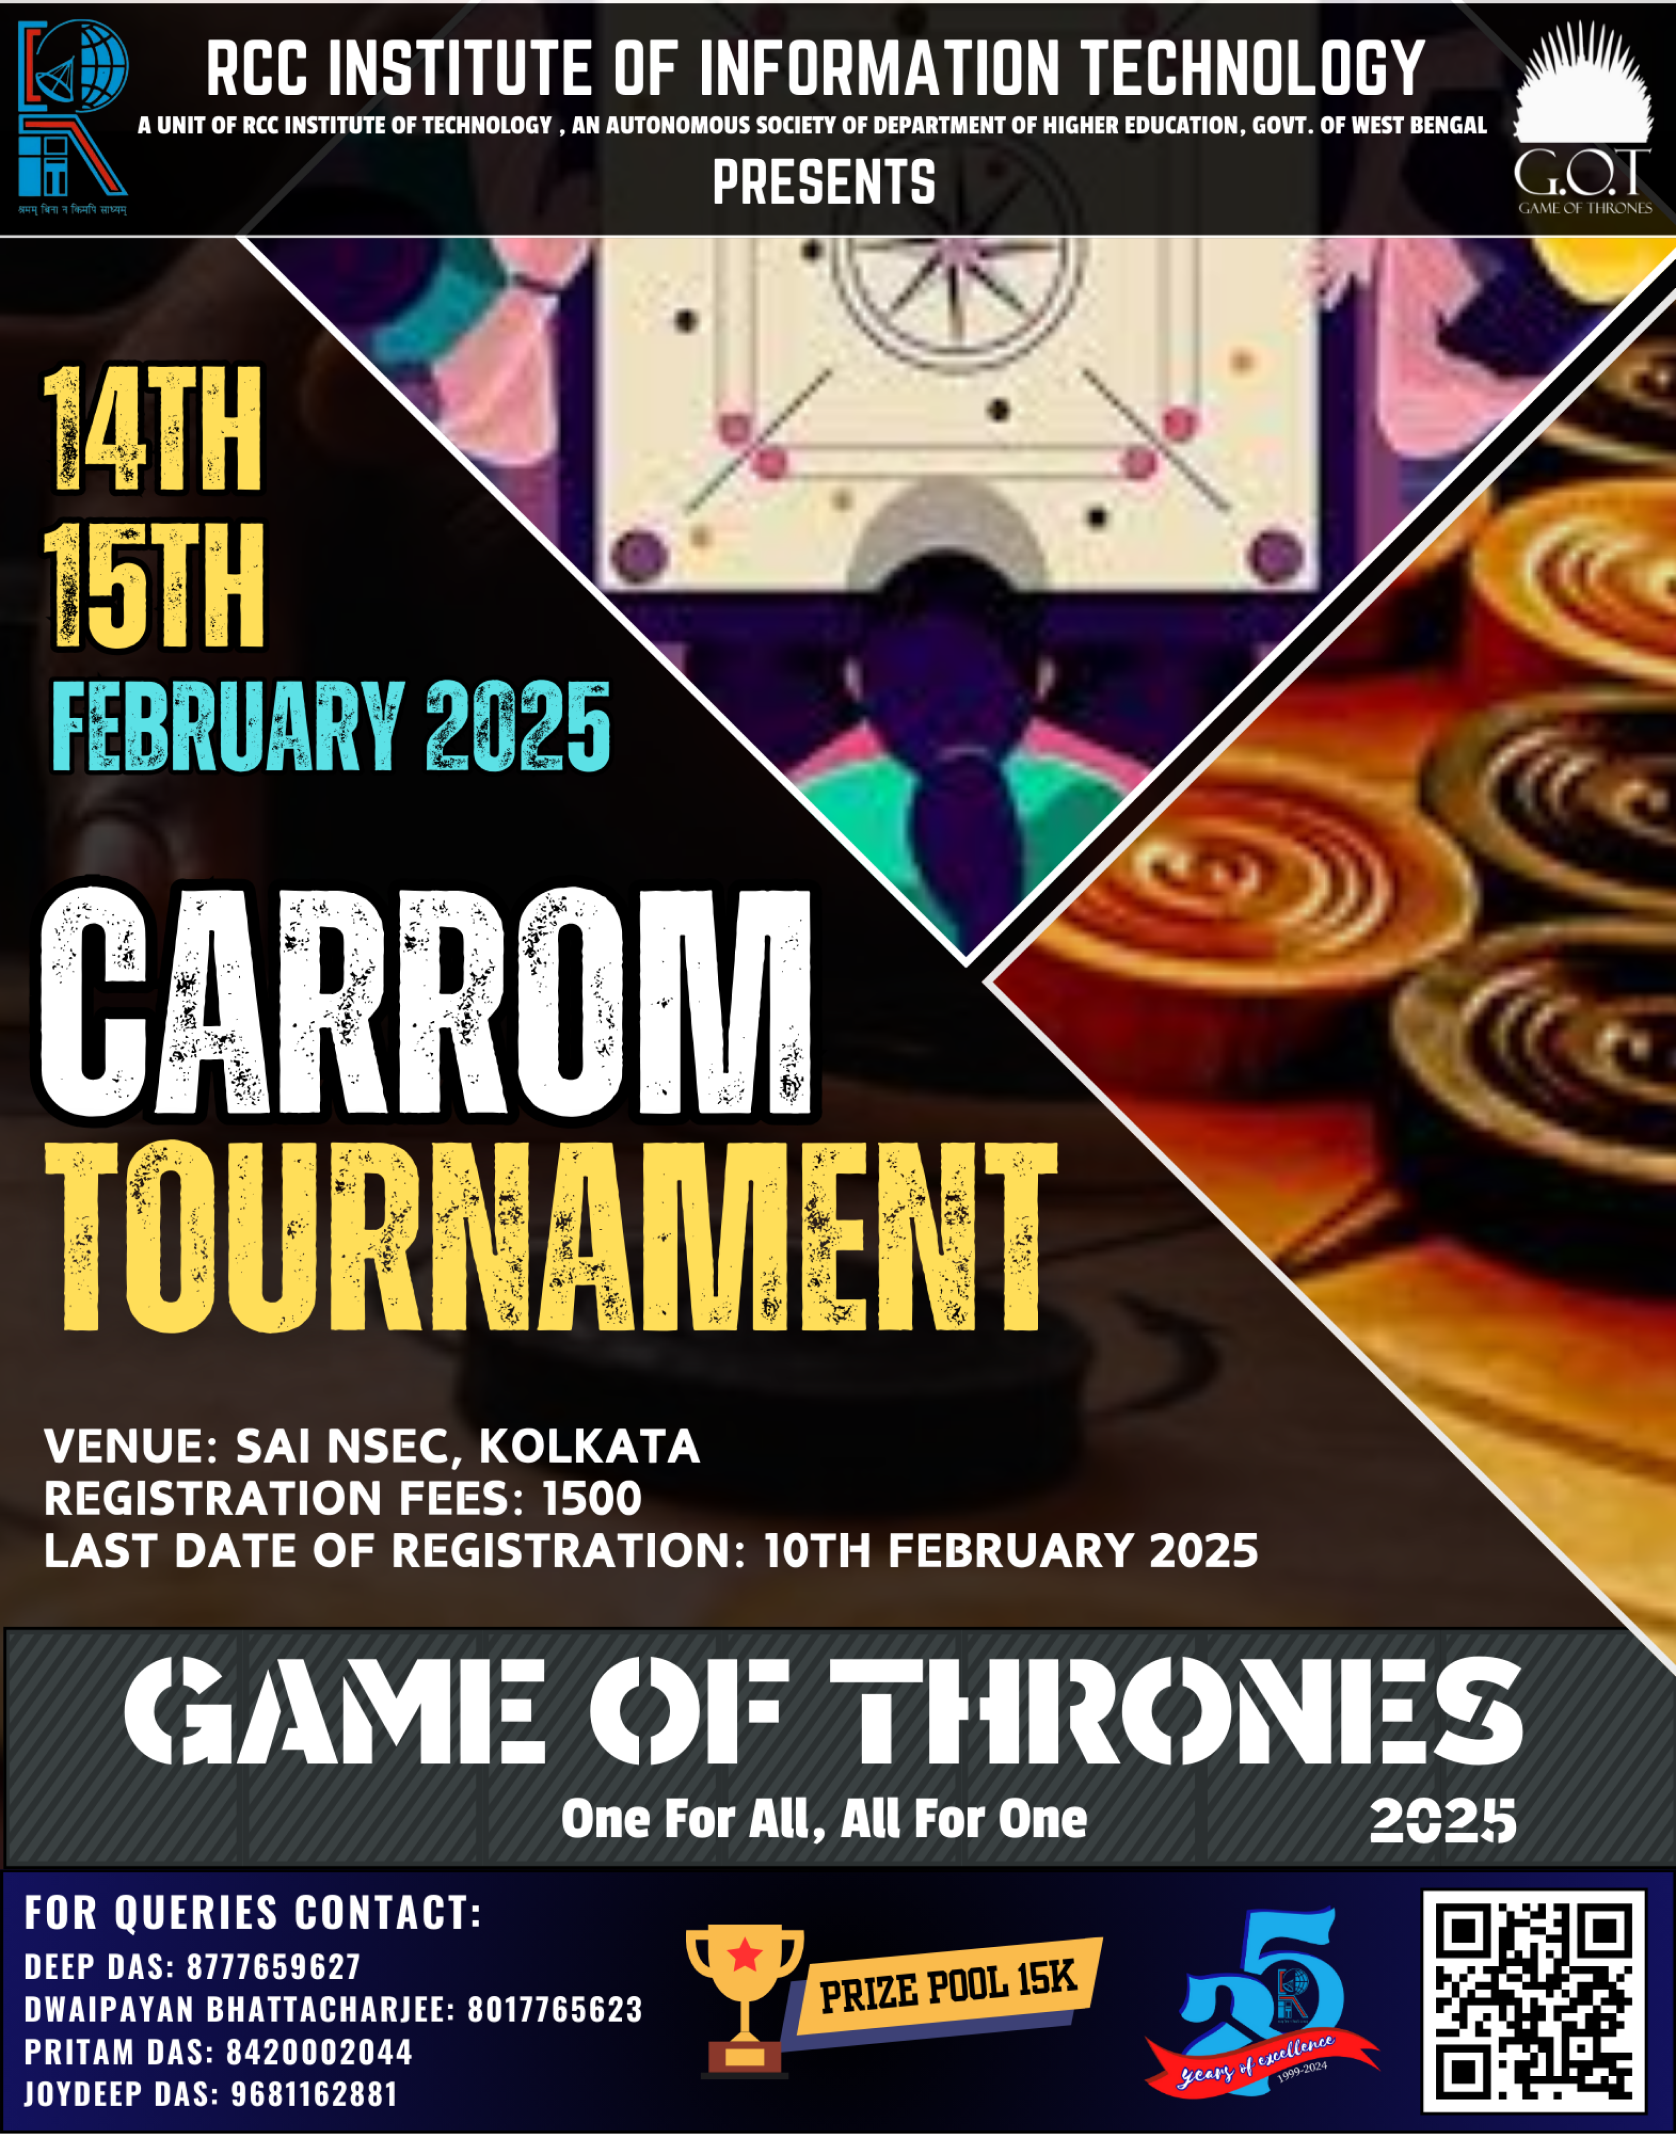 RCC INSTITUTE OF INFORMATION TECHNOLOGY
A UNIT OF RCC INSTITUTE OF TECHNOLOGY , AN AUTONOMOUS SOCIETY OF DEPARTMENT OF HIGHER EDUCATION, GOVT. OF WEST BENGAL
PRESENTS
श्रमम् बिना न किमपि साध्यम्
G.O.T
GAME OF THRONES
14TH
15TH
FEBRUARY 2025
CARROM
TOURNAMENT
VENUE: SAI NSEC, KOLKATA
REGISTRATION FEES: 1500
LAST DATE OF REGISTRATION: 10TH FEBRUARY 2025
GAME OF THRONES
One For All, All For One
2025
FOR QUERIES CONTACT:
DEEP DAS: 8777659627
DWAIPAYAN BHATTACHARJEE: 8017765623
PRITAM DAS: 8420002044
JOYDEEP DAS: 9681162881
PRIZE POOL 15K
25
years of excellence
1999-2024